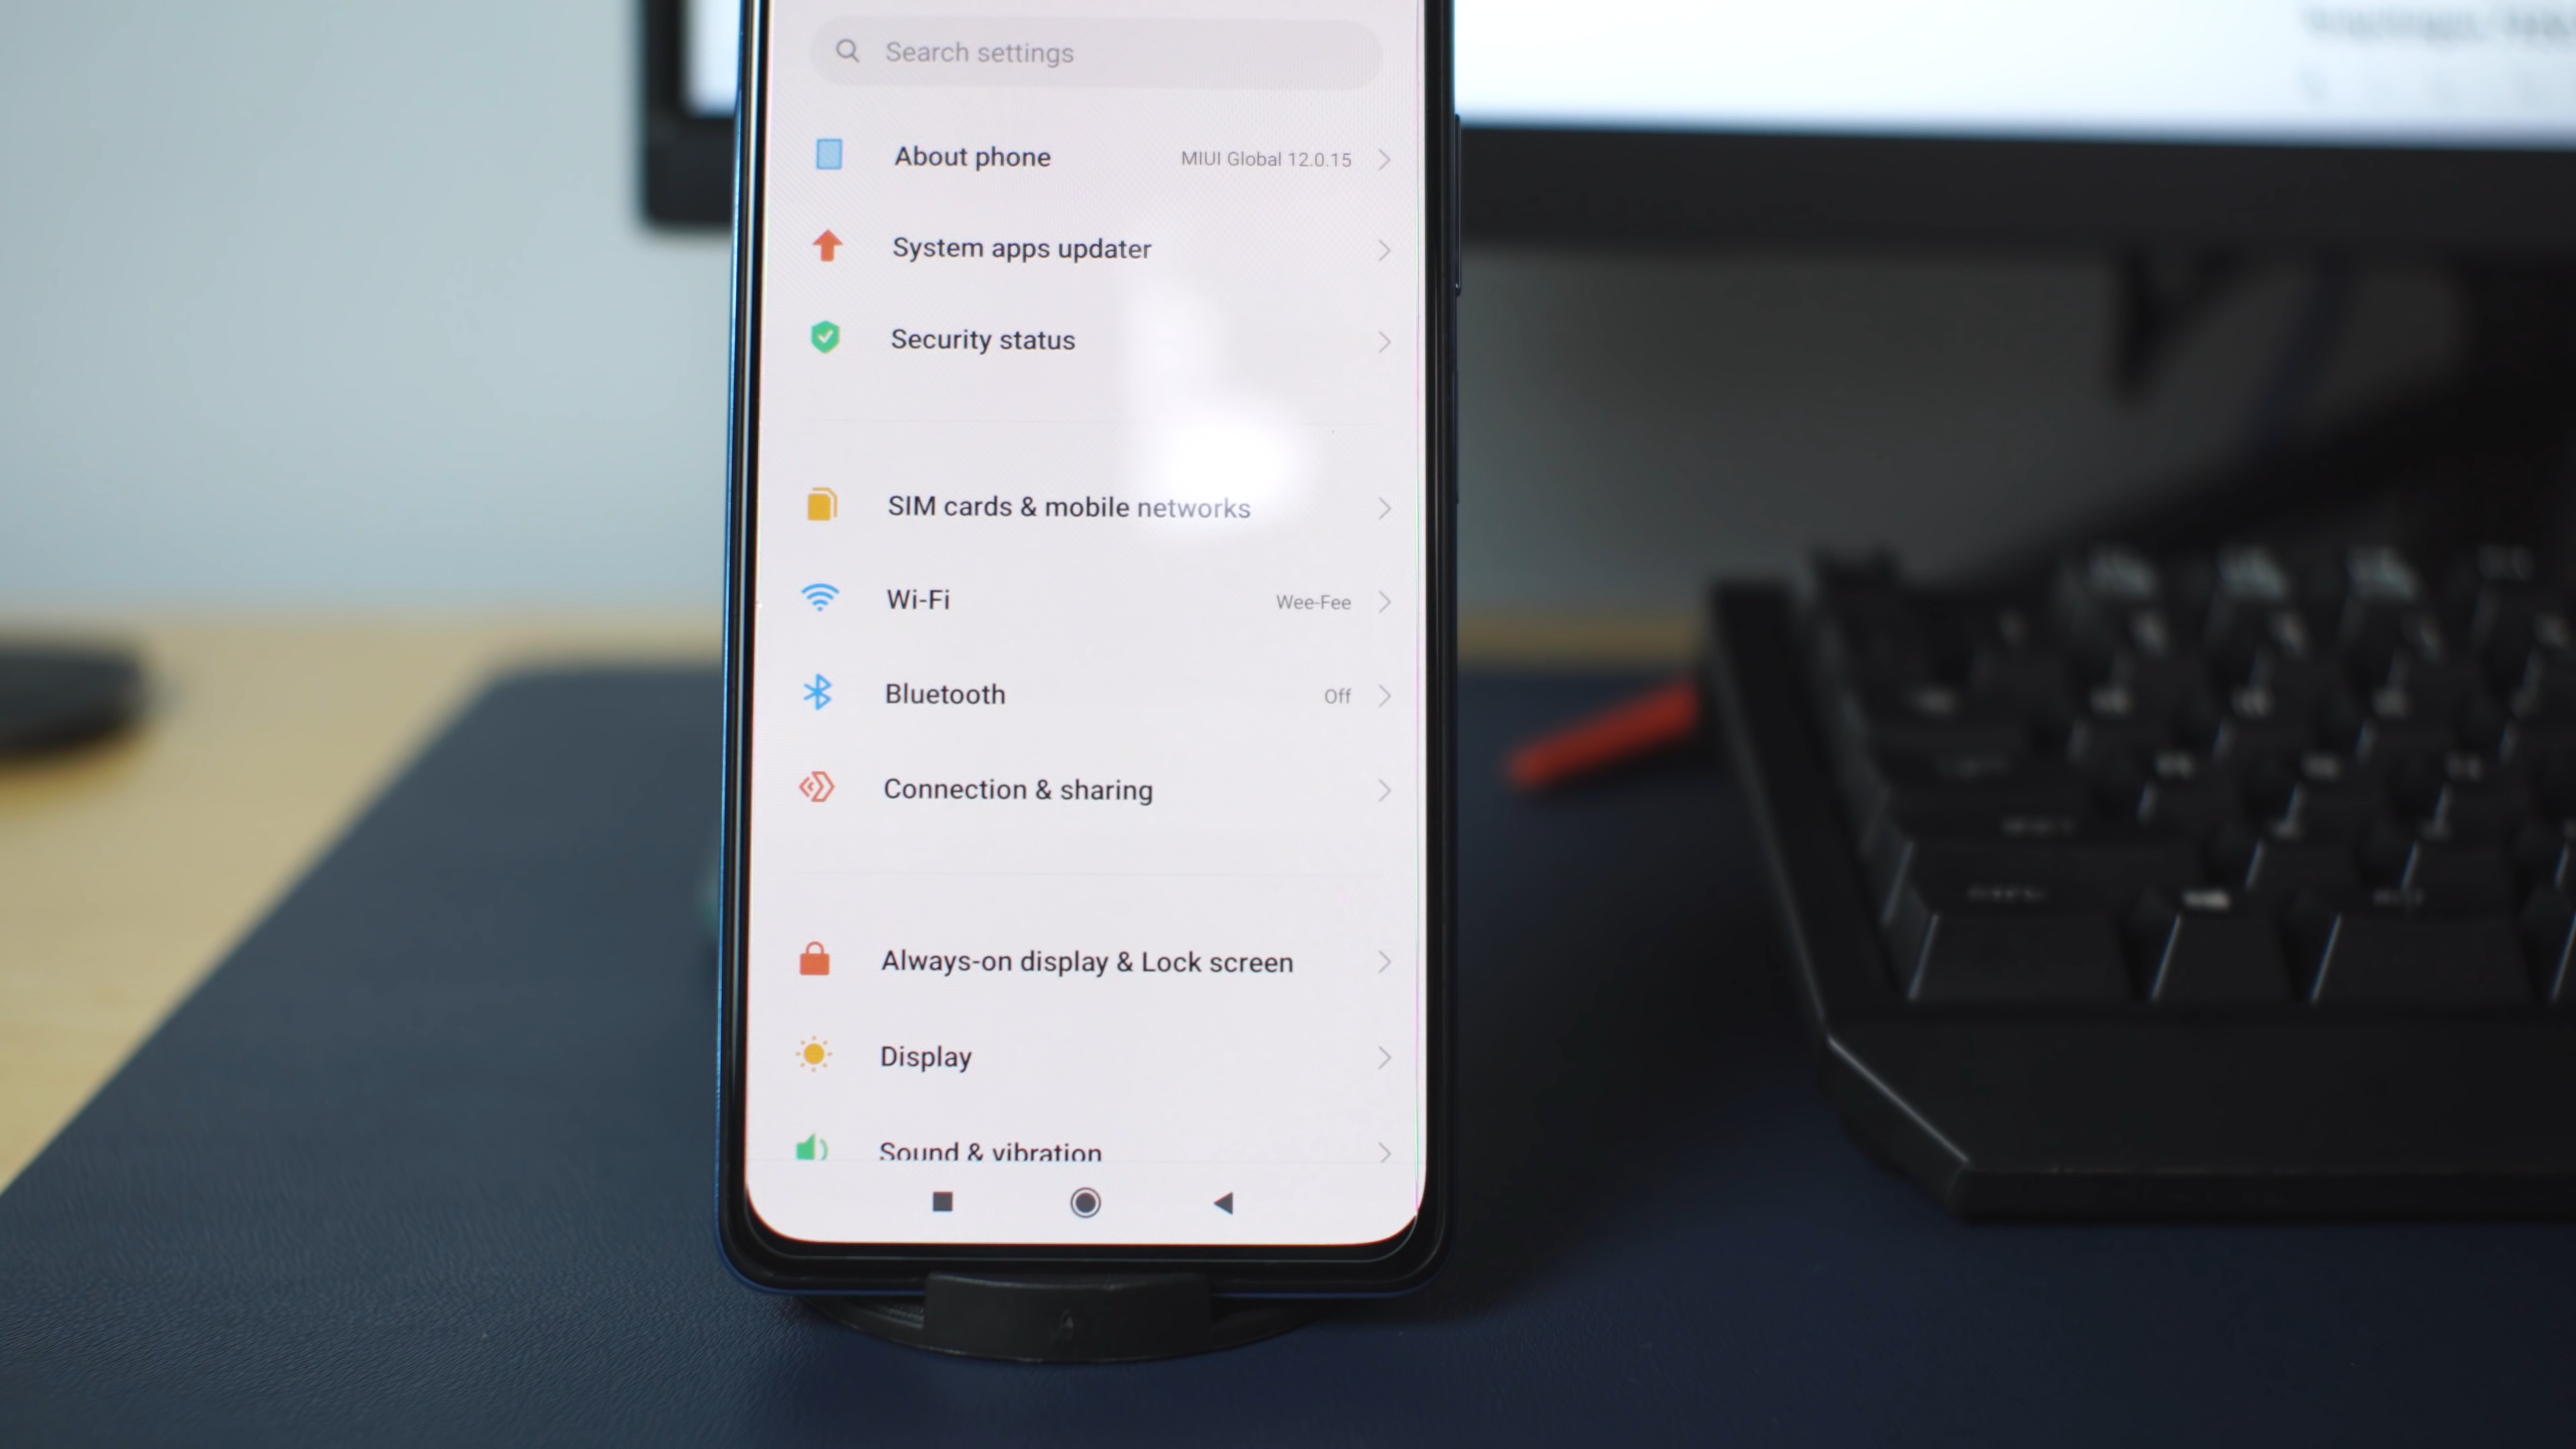 Search settings
About phone MIUI Global 12.0.15
System apps updater
Security status
SIM cards & mobile networks
Wi-Fi Wee-Fee
Bluetooth Off
Connection & sharing
Always-on display & Lock screen
Display
Sound & vibration